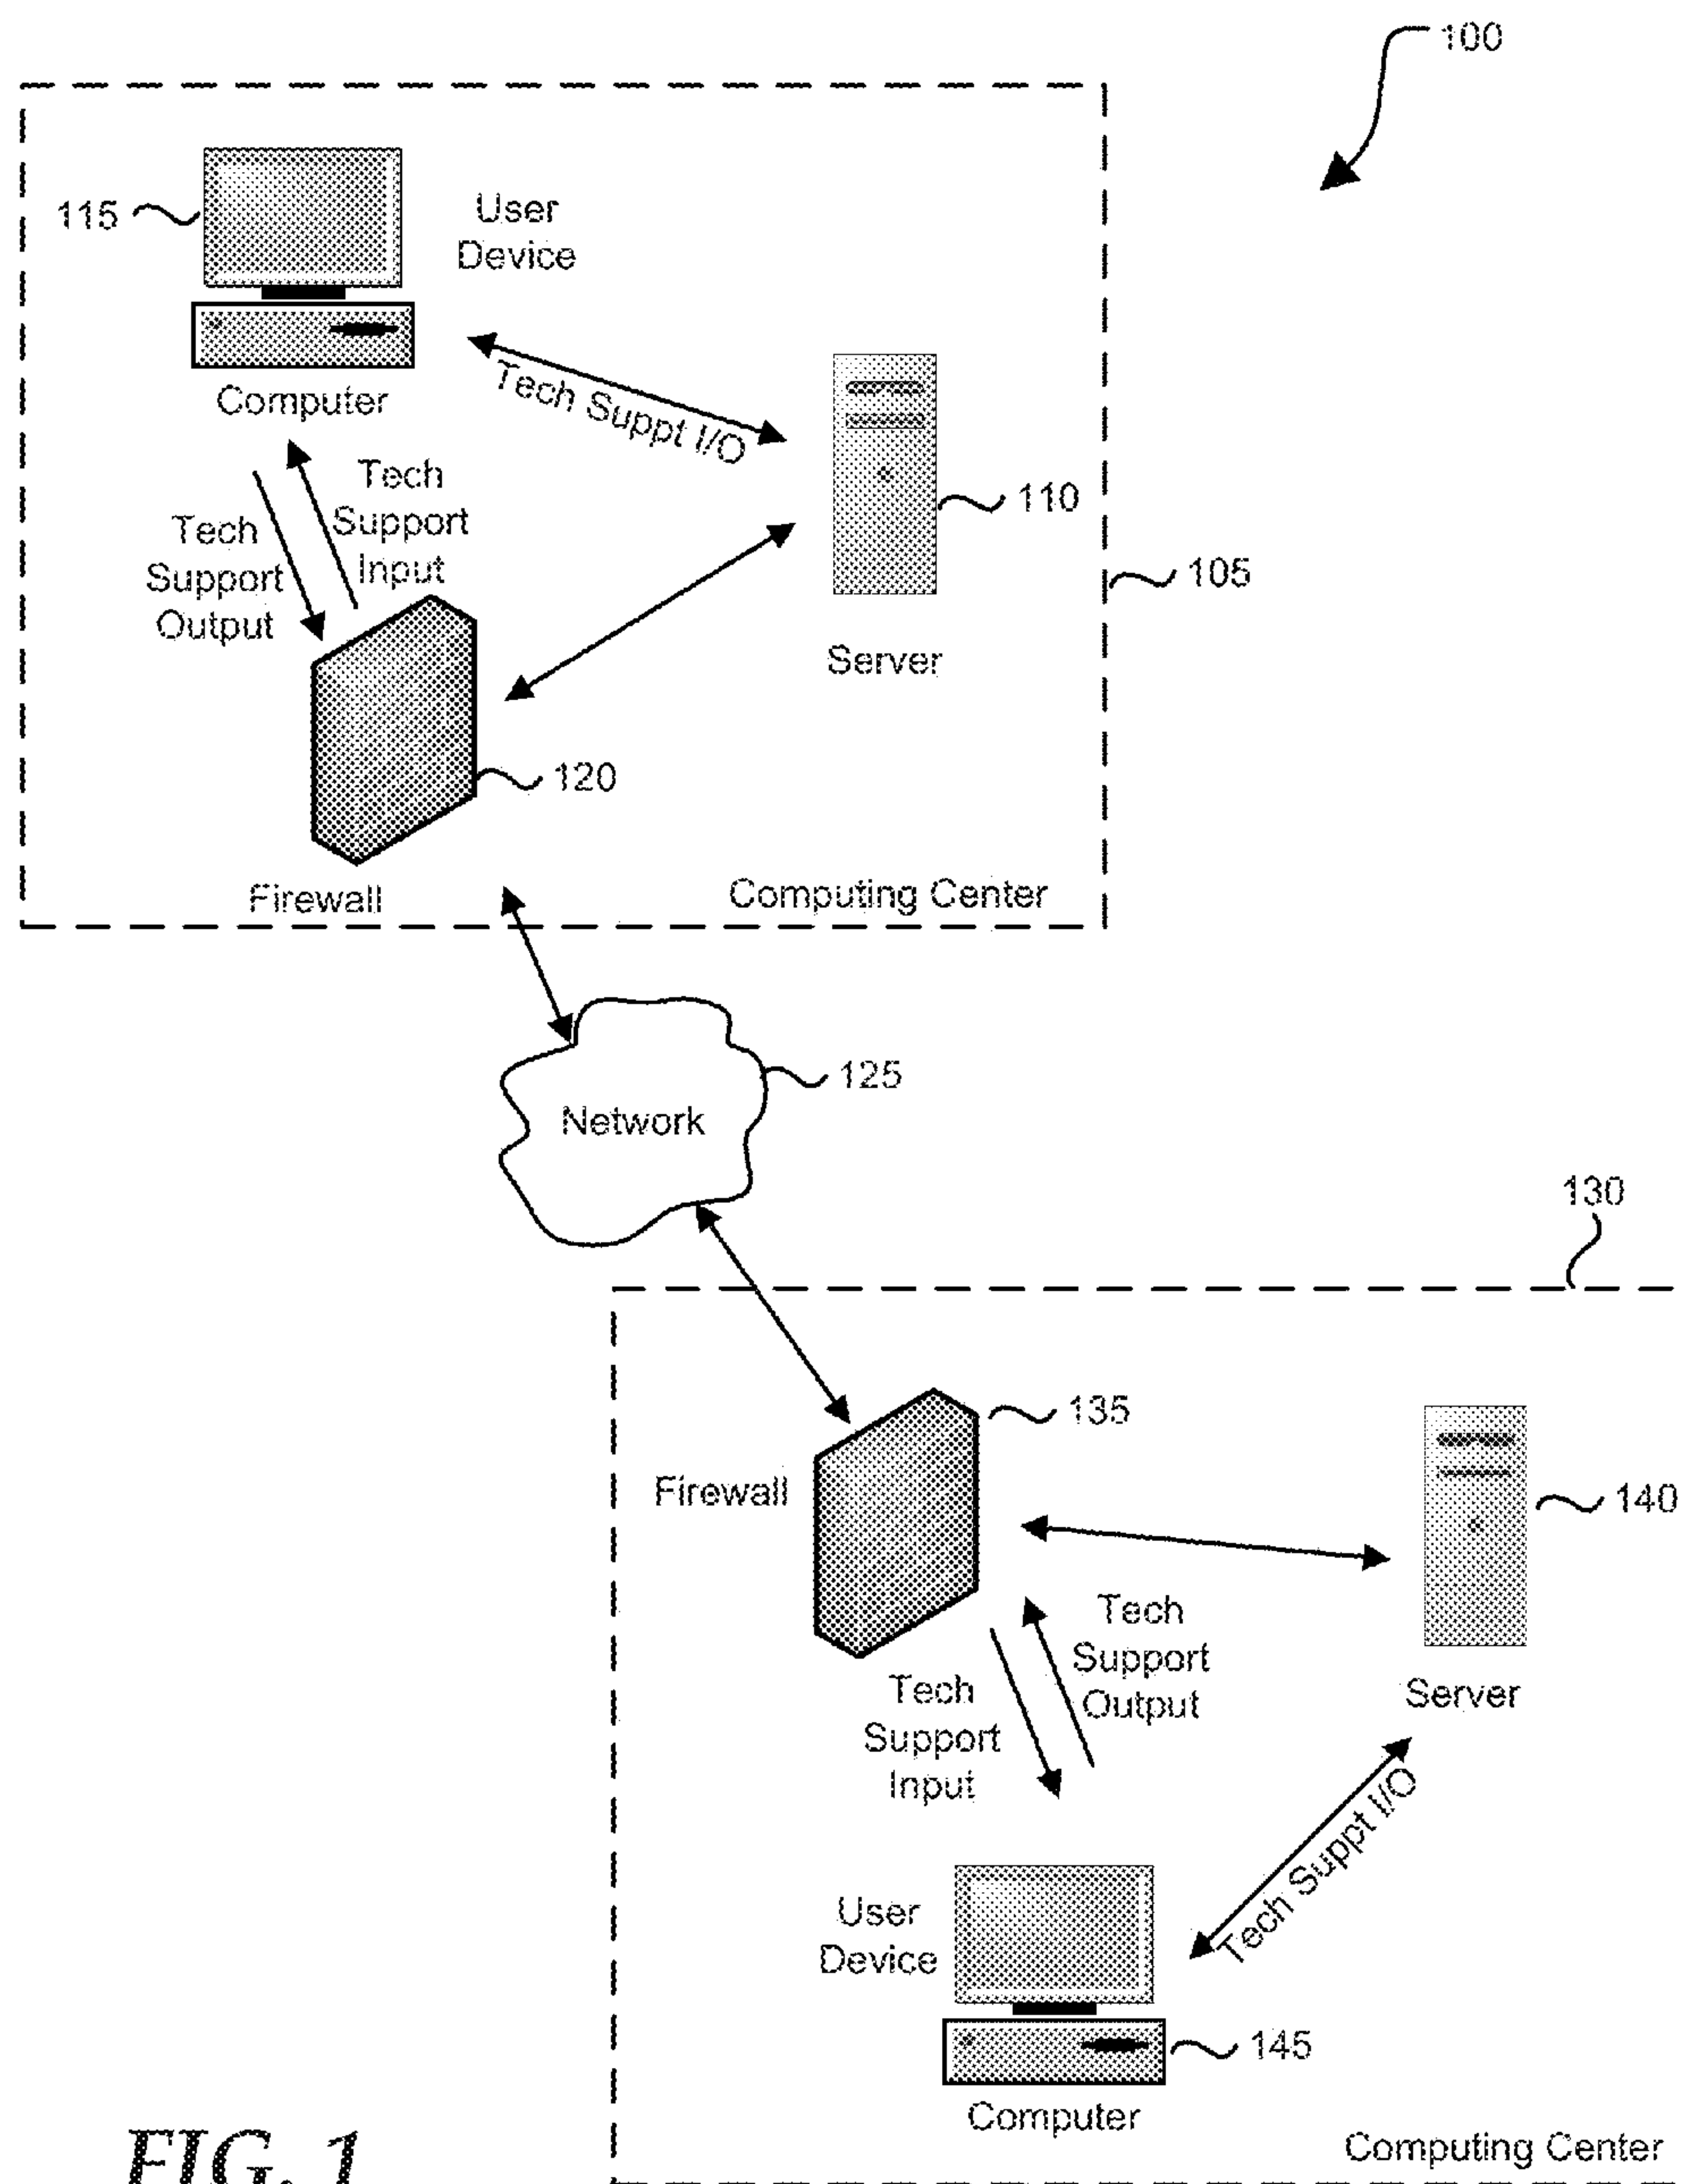 100
115
User
Device
Computer
Tech Suppt I/O
110
Tech
Support
Input
Tech
Support
Output
105
Server
120
Firewall
Computing Center
125
Network
130
135
Firewall
140
Tech
Support
Output
Tech
Support
Input
Server
Tech Suppt I/O
User
Device
145
Computer
Computing Center
FIG. 1